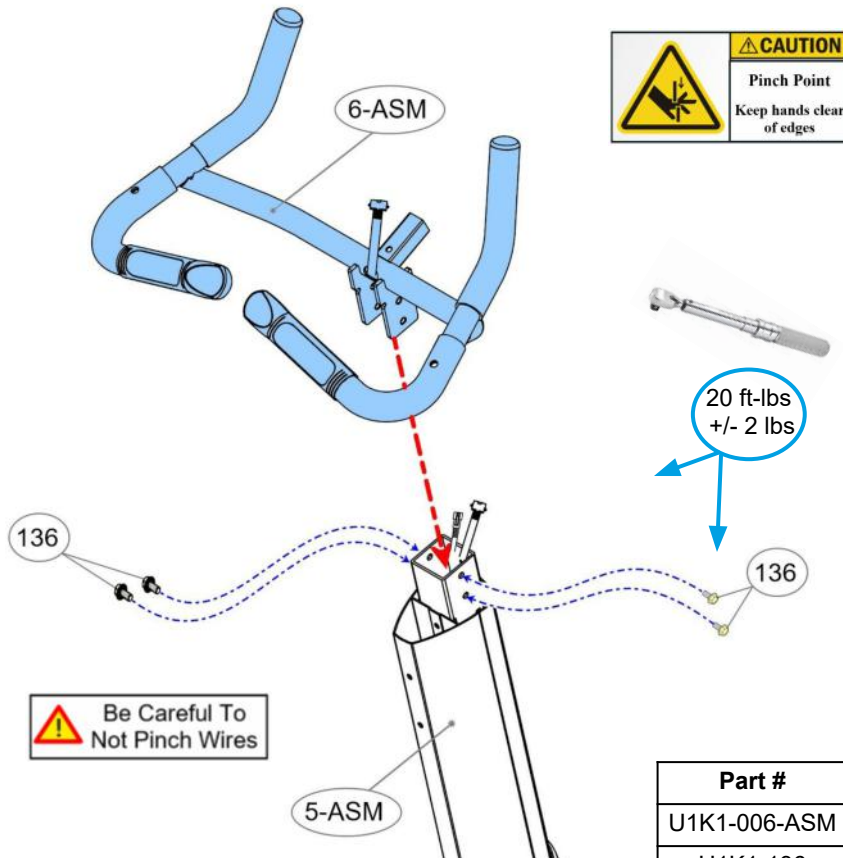 6-ASM
⚠CAUTION
Pinch Point
Keep hands clear
of edges
20 ft-lbs
+/- 2 lbs
136
136
Be Careful To
Not Pinch Wires
5-ASM
Part #
U1K1-006-ASM